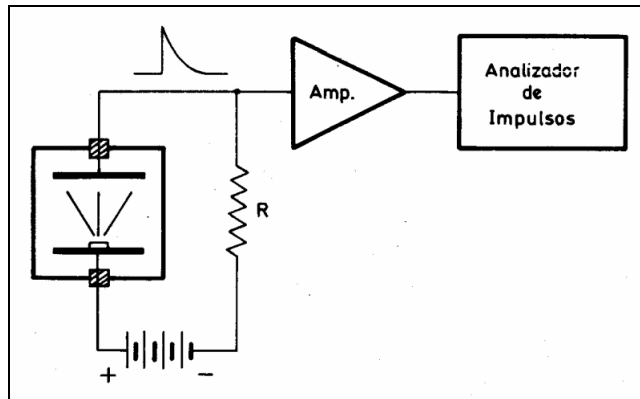 Amp.
Analizador
de
Impulsos
R
+ -